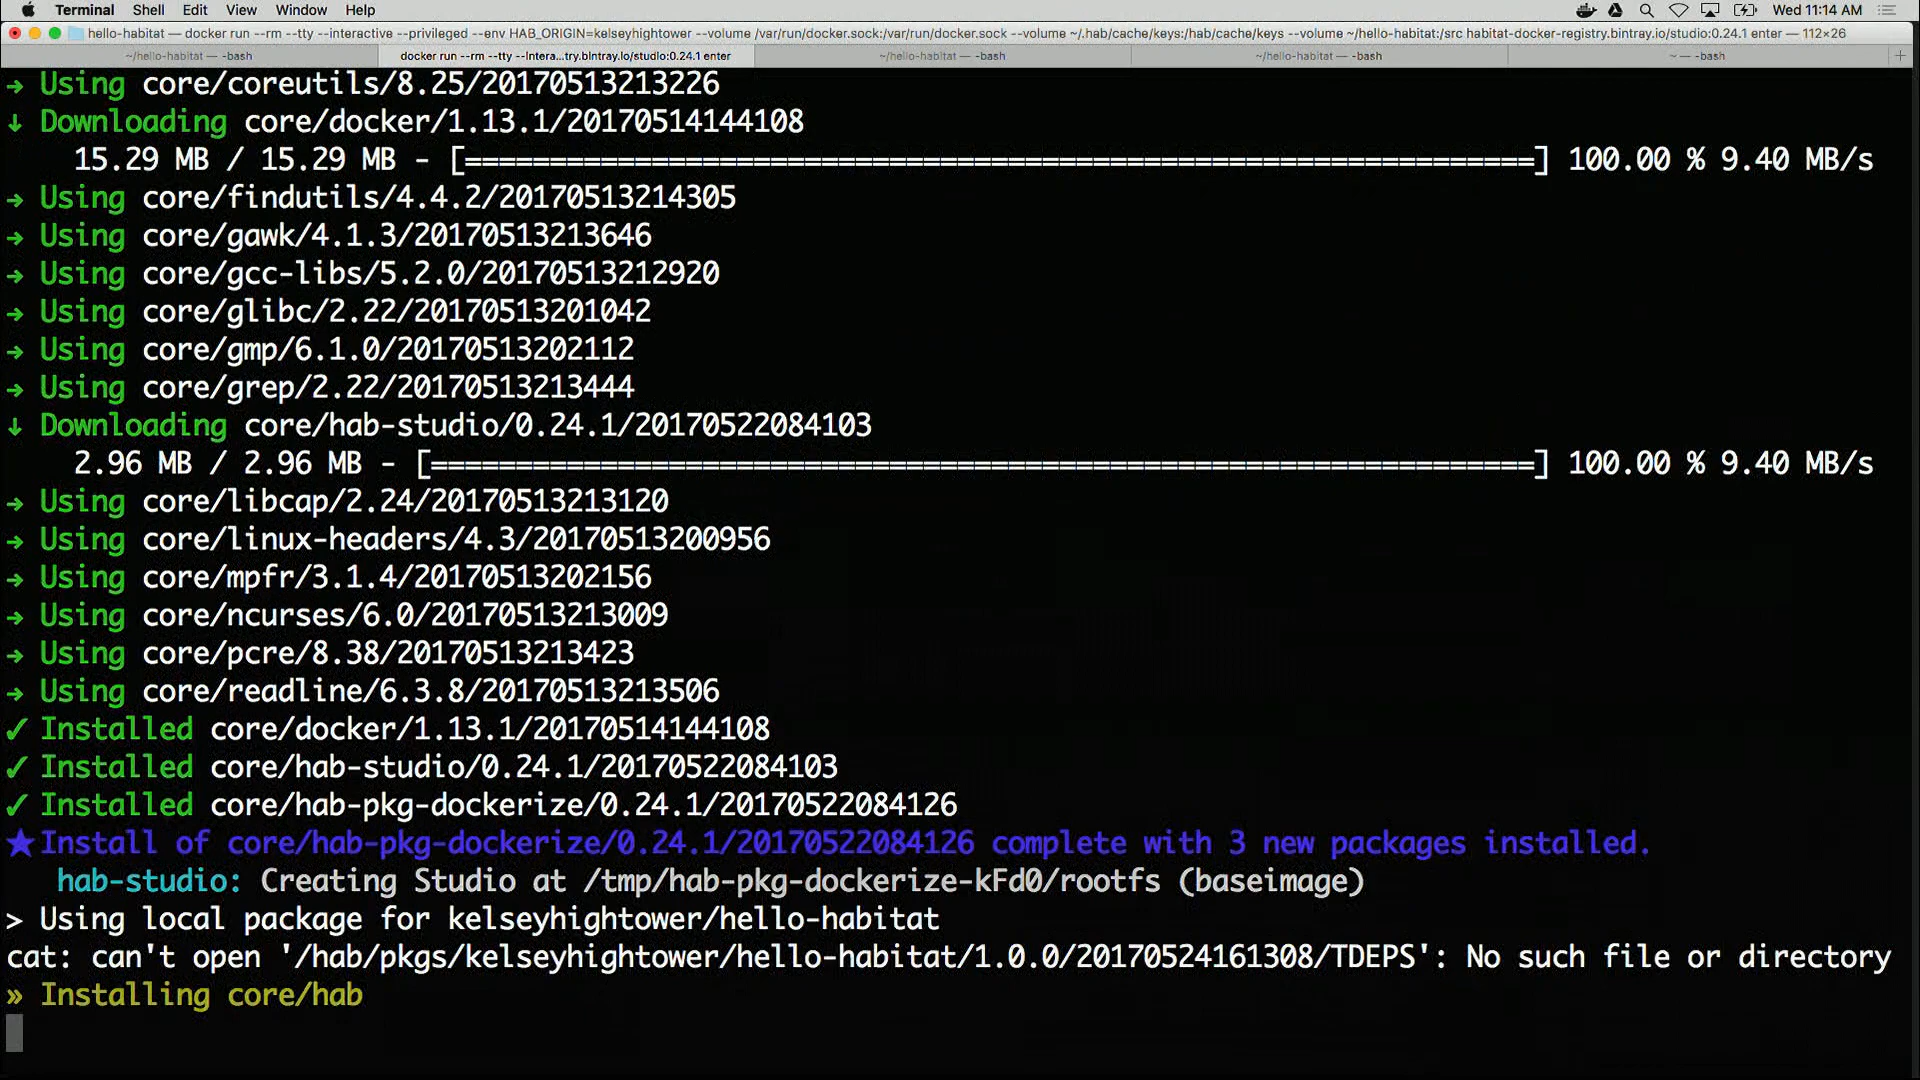 Terminal Shell Edit View Window Help Wed 11:14 AM
hello-habitat — docker run --rm --tty --interactive --privileged --env HAB_ORIGIN=kelseyhightower --volume /var/run/docker.sock:/var/run/docker.sock --volume ~/.hab/cache/keys:/hab/cache/keys --volume ~/hello-habitat:/src habitat-docker-registry.bintray.io/studio:0.24.1 enter — 112×26
~/hello-habitat — -bash docker run --rm --tty --intera...try.bintray.io/studio:0.24.1 enter ~/hello-habitat — -bash ~/hello-habitat — -bash ~ — -bash +
→ Using core/coreutils/8.25/20170513213226
↓ Downloading core/docker/1.13.1/20170514144108
15.29 MB / 15.29 MB - [===============================================================] 100.00 % 9.40 MB/s
→ Using core/findutils/4.4.2/20170513214305
→ Using core/gawk/4.1.3/20170513213646
→ Using core/gcc-libs/5.2.0/20170513212920
→ Using core/glibc/2.22/20170513201042
→ Using core/gmp/6.1.0/20170513202112
→ Using core/grep/2.22/20170513213444
↓ Downloading core/hab-studio/0.24.1/20170522084103
2.96 MB / 2.96 MB - [=================================================================] 100.00 % 9.40 MB/s
→ Using core/libcap/2.24/20170513213120
→ Using core/linux-headers/4.3/20170513200956
→ Using core/mpfr/3.1.4/20170513202156
→ Using core/ncurses/6.0/20170513213009
→ Using core/pcre/8.38/20170513213423
→ Using core/readline/6.3.8/20170513213506
✓ Installed core/docker/1.13.1/20170514144108
✓ Installed core/hab-studio/0.24.1/20170522084103
✓ Installed core/hab-pkg-dockerize/0.24.1/20170522084126
★ Install of core/hab-pkg-dockerize/0.24.1/20170522084126 complete with 3 new packages installed.
hab-studio: Creating Studio at /tmp/hab-pkg-dockerize-kFd0/rootfs (baseimage)
> Using local package for kelseyhightower/hello-habitat
cat: can't open '/hab/pkgs/kelseyhightower/hello-habitat/1.0.0/20170524161308/TDEPS': No such file or directory
» Installing core/hab